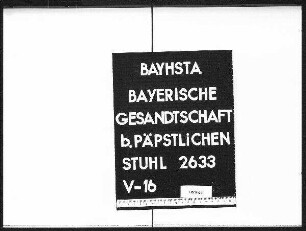 BAYHSTA
BAYERISCHE
GESANDTSCHAFT
b. PÄPSTLICHEN
STUHL 2633
V-16